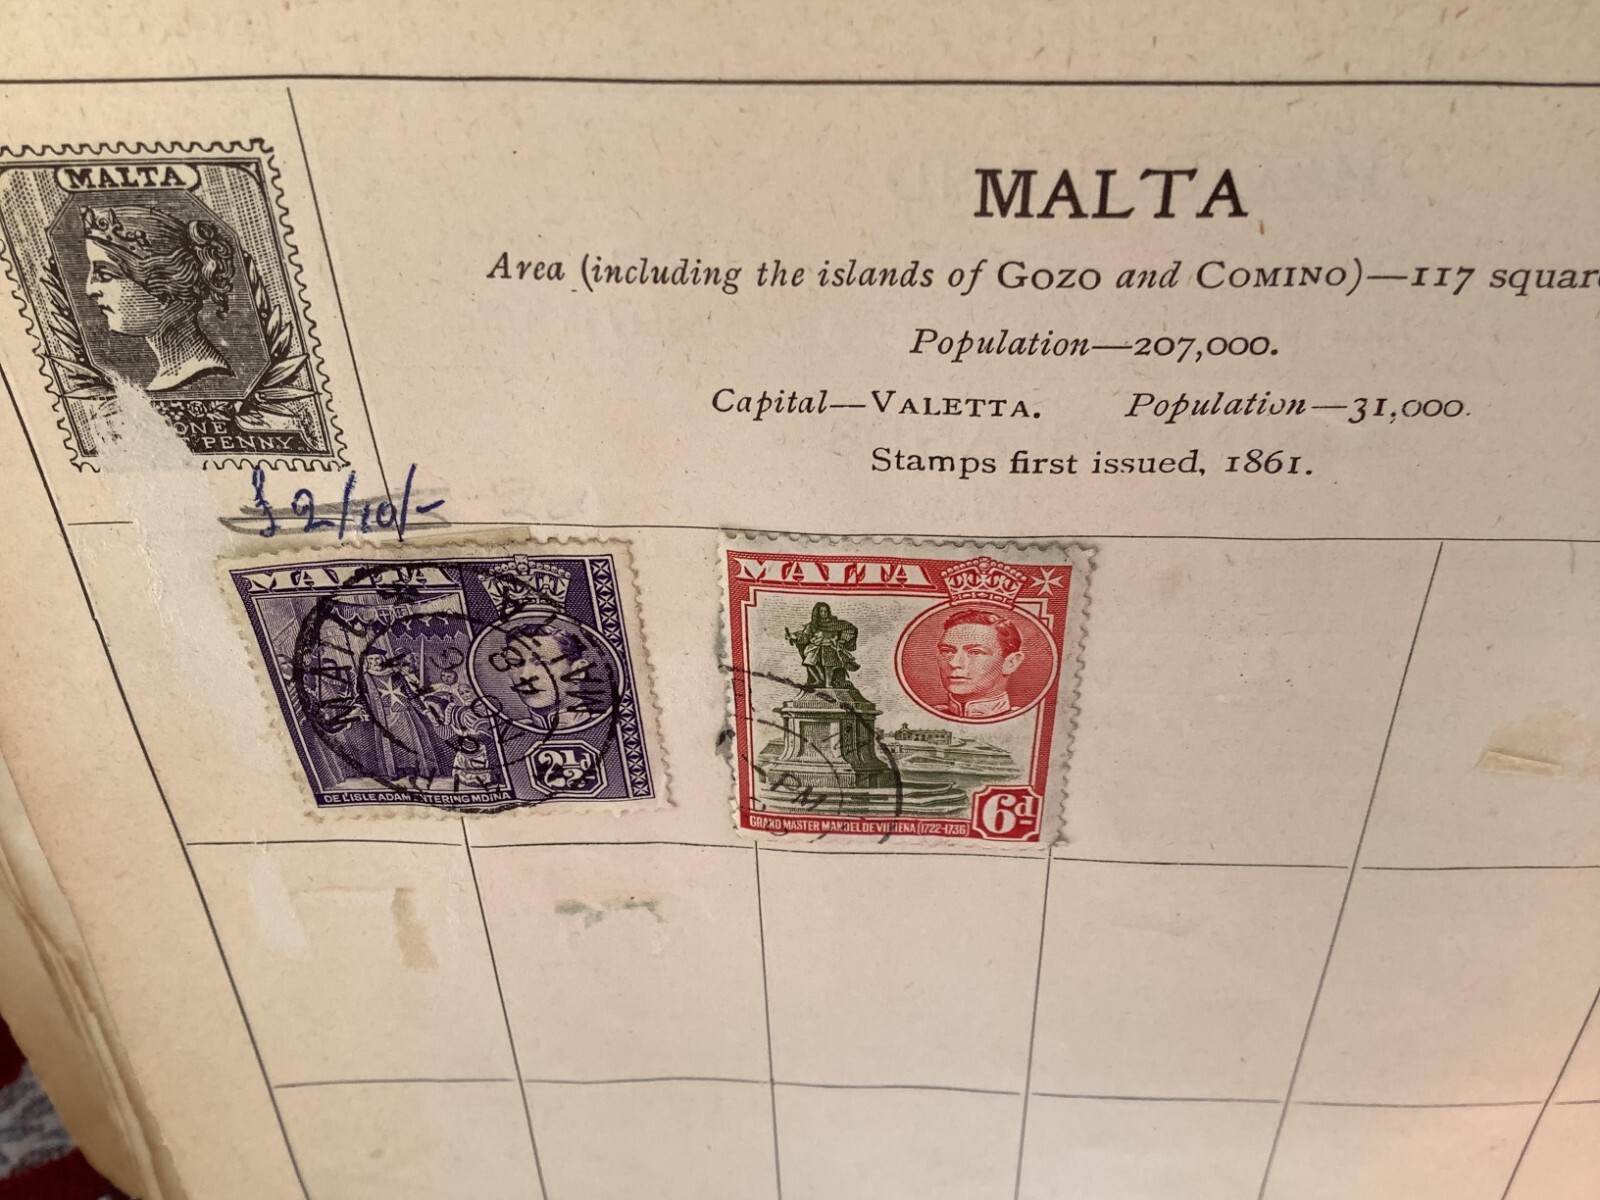 MALTA
MALTA
Area (including the islands of GOZO and COMINO)—117 square
Population—207,000.
Capital—VALETTA. Population—31,000.
Stamps first issued, 1861.
ONE
PENNY.
£2/10/-
MALTA
2½d
DE L'ISLE ADAM ENTERING MDINA
MALTA
MALTA
6d
GRAND MASTER MANOEL DE VILHENA (1722-1736)
PM